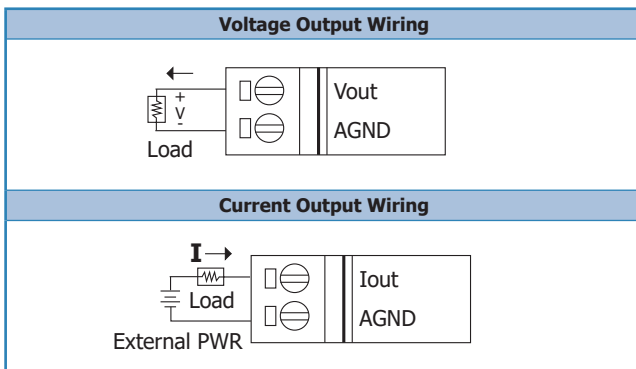 Voltage Output Wiring
+
V
-
Load
Vout
AGND
Current Output Wiring
I
Load
External PWR
Iout
AGND